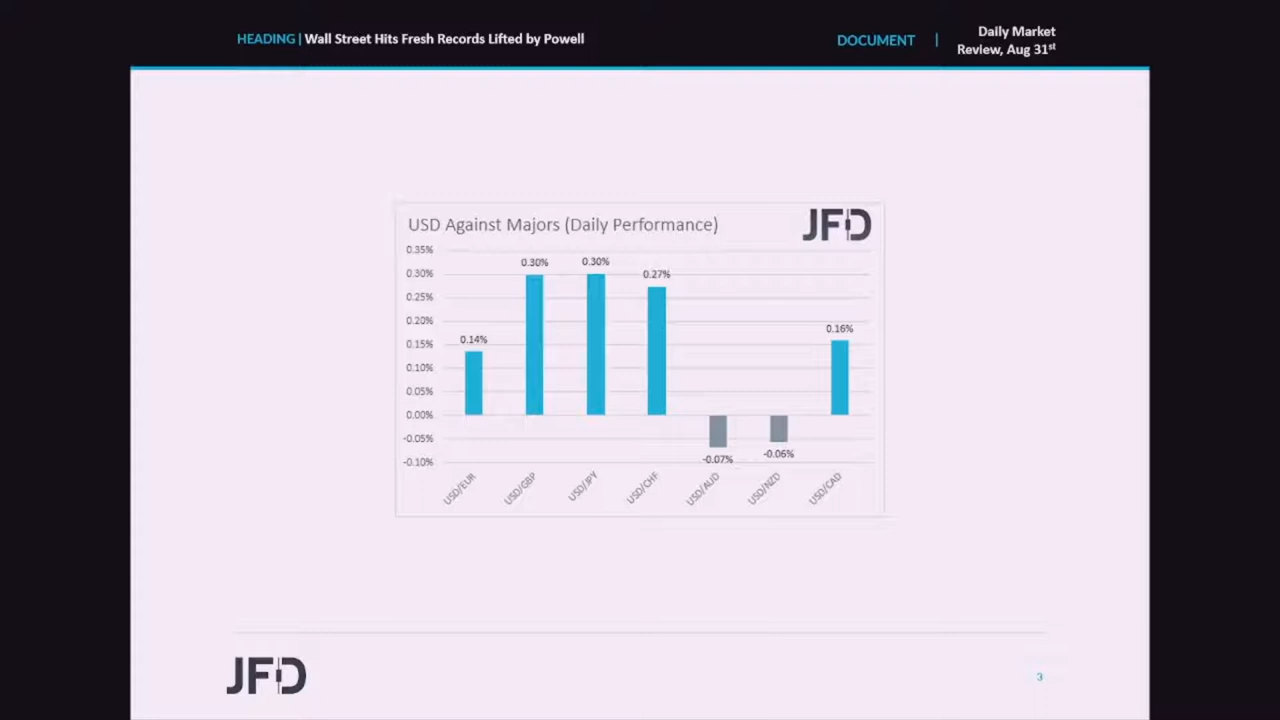 HEADING | Wall Street Hits Fresh Records Lifted by Powell
DOCUMENT | Daily Market
Review, Aug 31st
USD Against Majors (Daily Performance)
JFD
0.35%
0.30%
0.25%
0.20%
0.15%
0.10%
0.05%
0.00%
-0.05%
-0.10%
0.14%
0.30%
0.30%
0.27%
-0.07%
-0.06%
0.16%
USD/EUR
USD/GBP
USD/JPY
USD/CHF
USD/AUD
USD/NZD
USD/CAD
JFD
3